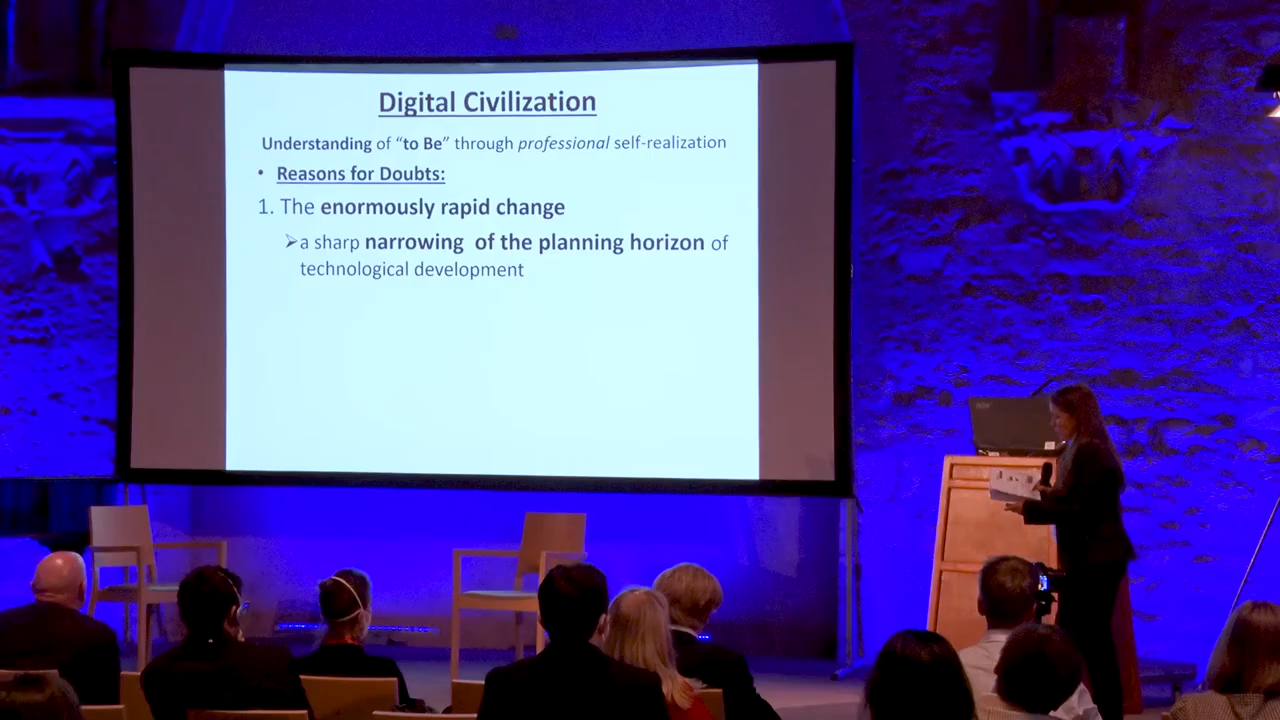 Digital Civilization
Understanding of “to Be” through professional self-realization
• Reasons for Doubts:
1. The enormously rapid change
➢a sharp narrowing of the planning horizon of
technological development